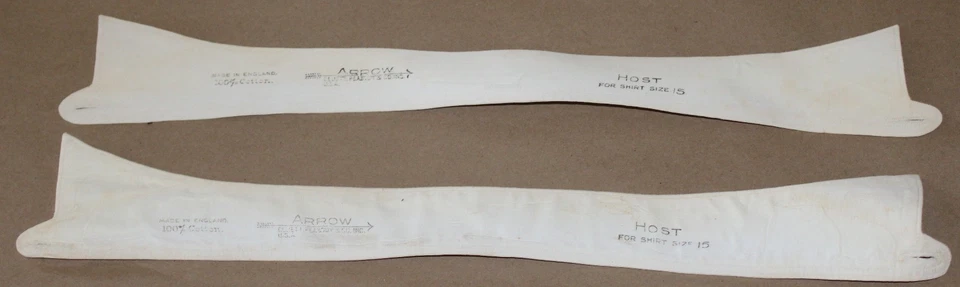 MADE IN ENGLAND
100% Cotton
ARROW
HOST
FOR SHIRT SIZE 15
MADE IN ENGLAND
100% Cotton
ARROW
HOST
FOR SHIRT SIZE 15